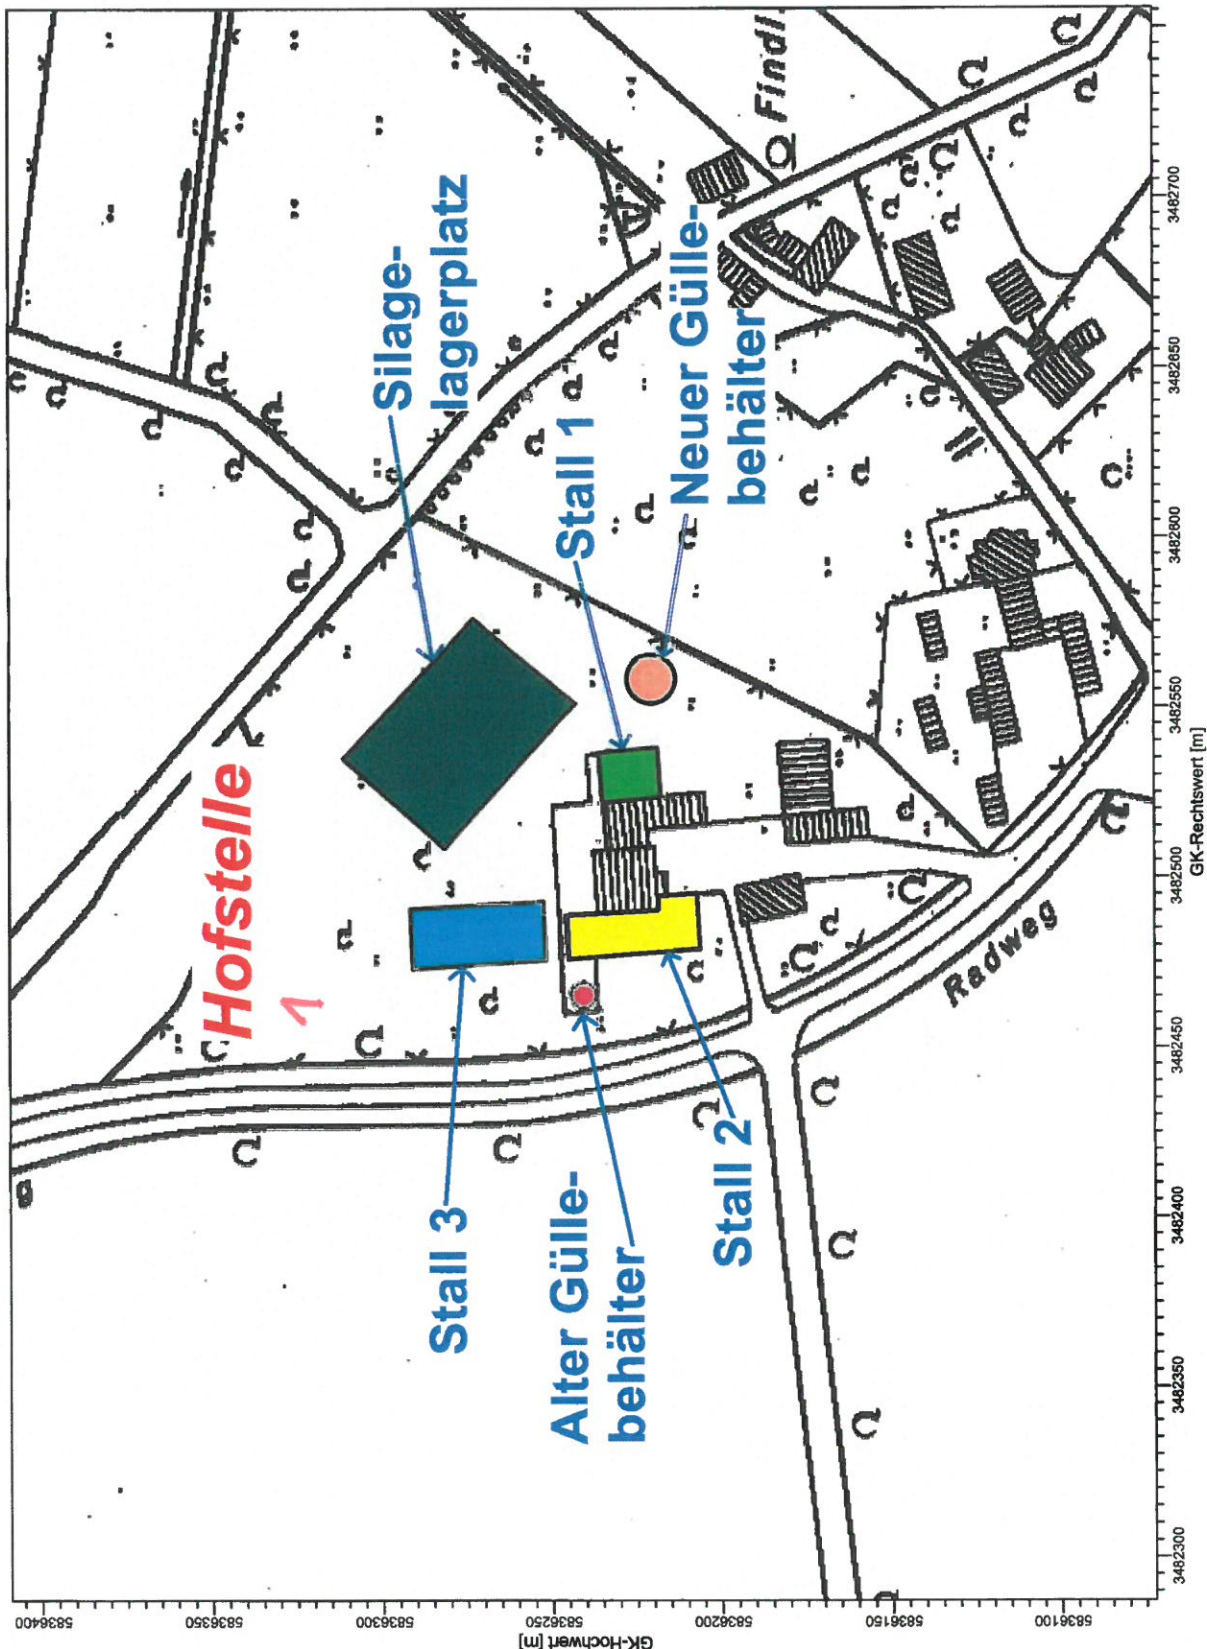 Hofstelle
1
Silage-
lagerplatz
Stall 3
Alter Gülle-
behälter
Stall 2
Stall 1
Neuer Gülle-
behälter
Findl.
Radweg
GK-Hochwert [m]
5836400
5836350
5836300
5836250
5836200
5836150
5836100
GK-Rechtswert [m]
3482300
3482350
3482400
3482450
3482500
3482550
3482600
3482650
3482700